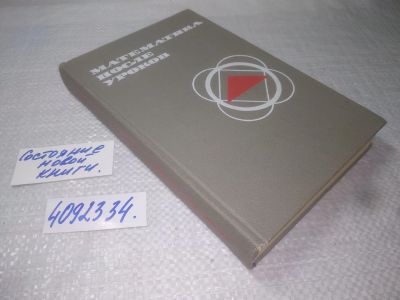 МАТЕМАТИКА
ПОСЛЕ
УРОКОВ
Состояние
новой
книги.
4092334.